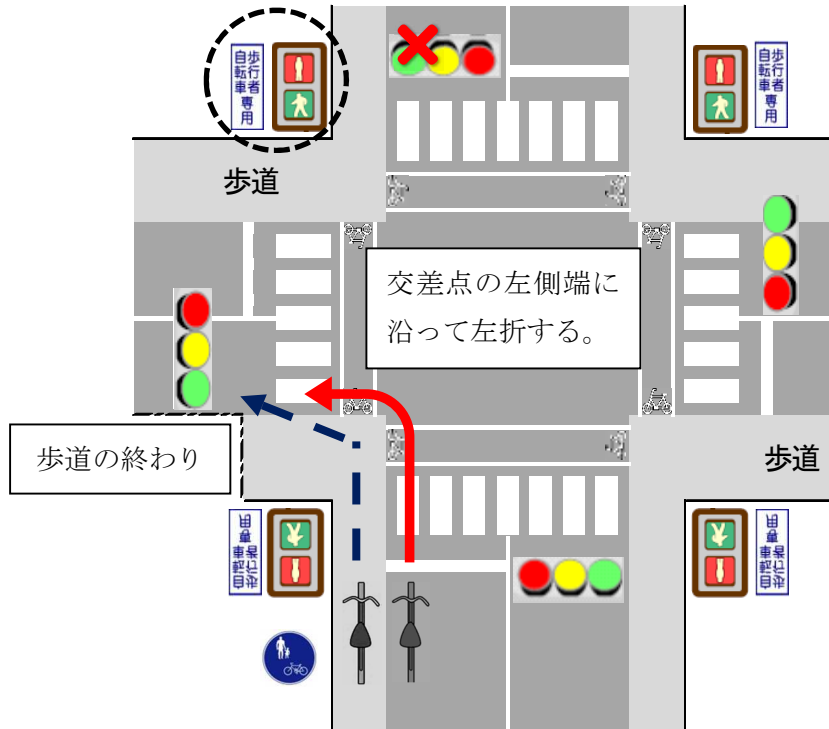 歩行者
自転車専用
歩行者
自転車専用
歩道
交差点の左側端に
沿って左折する。
歩道の終わり
歩道
歩行者
自転車専用
歩行者
自転車専用